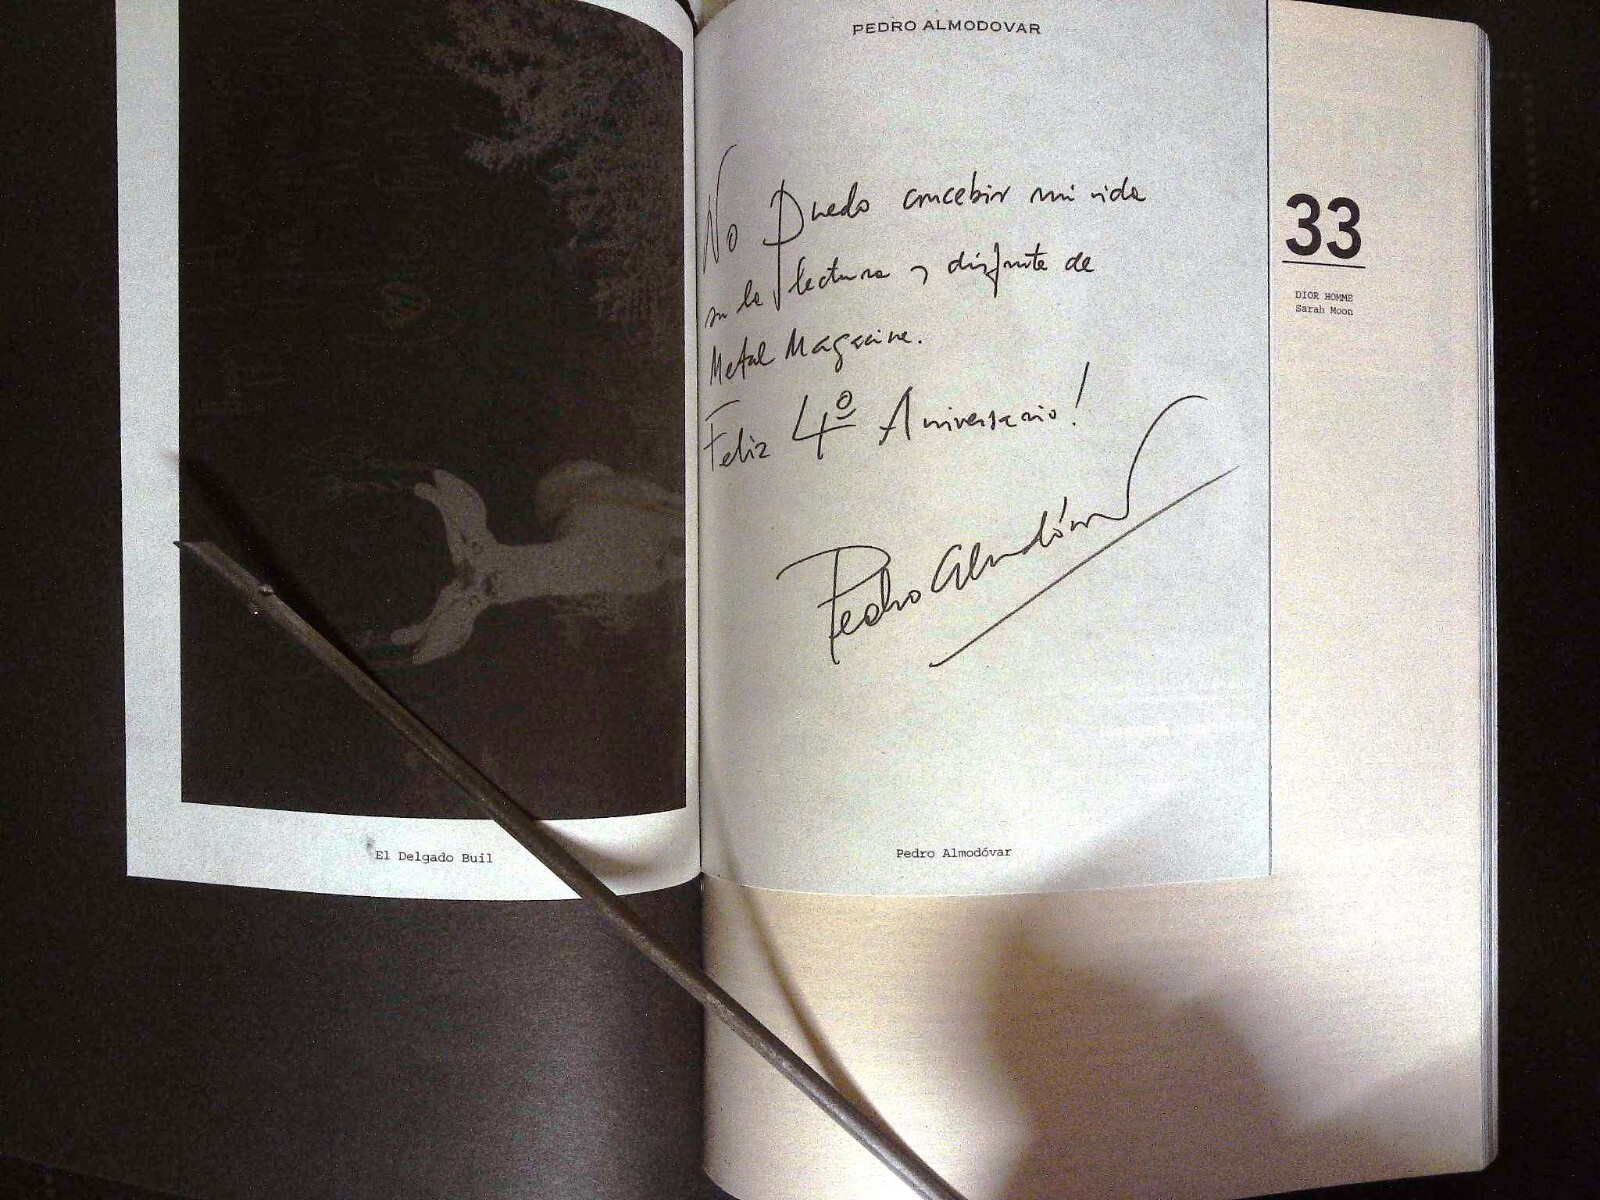 PEDRO ALMODOVAR
No Puedo concebir mi vida
sin la lectura y disfrute de
Metal Magazine.
Feliz 4º Aniversario!
Pedro Almodóvar
Pedro Almodóvar
El Delgado Buil
33
DIOR HOMME
Sarah Moon